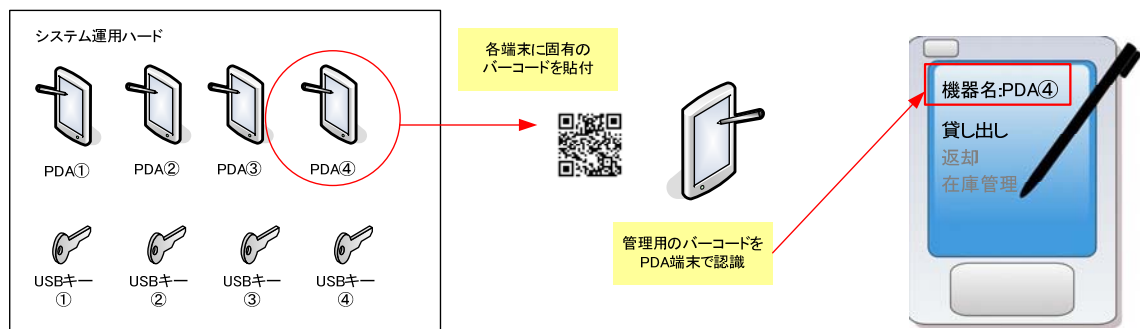 システム運用ハード
PDA①
PDA②
PDA③
PDA④
USBキー
①
USBキー
②
USBキー
③
USBキー
④
各端末に固有の
バーコードを貼付
管理用のバーコードを
PDA端末で認識
機器名:PDA④
貸し出し
返却
在庫管理